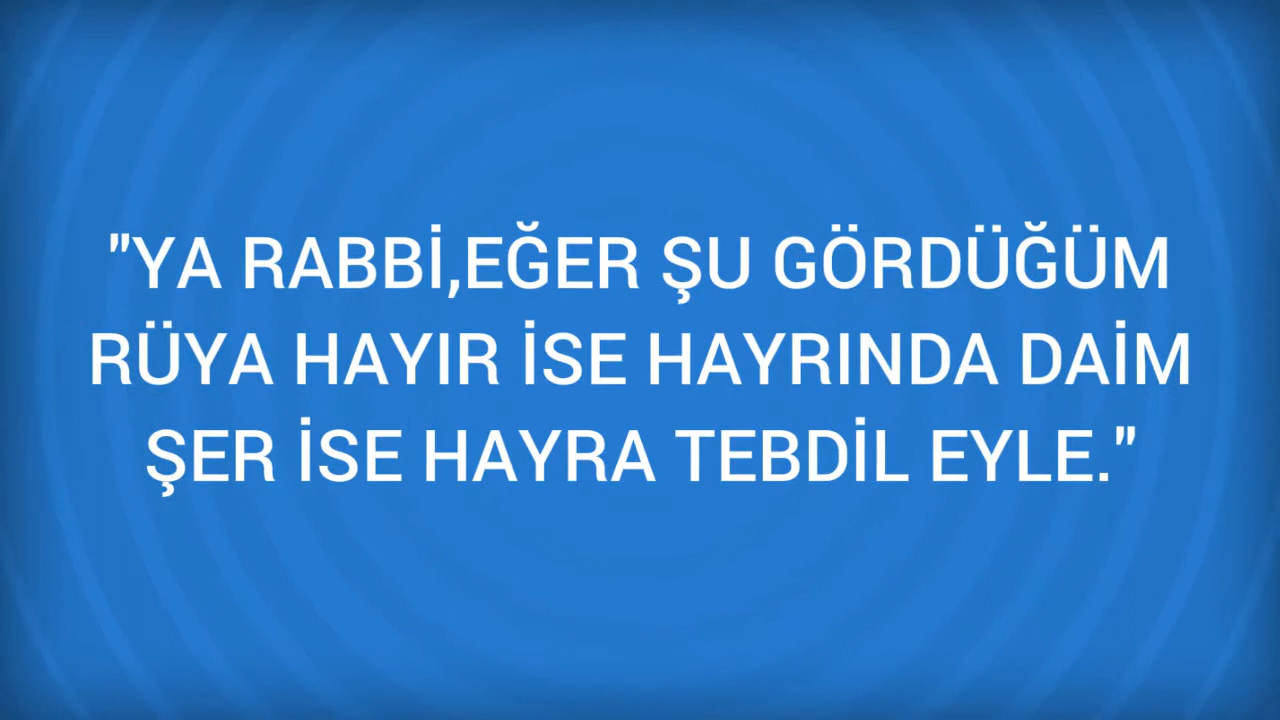 "YA RABBİ,EĞER ŞU GÖRDÜĞÜM
RÜYA HAYIR İSE HAYRINDA DAİM
ŞER İSE HAYRA TEBDİL EYLE."